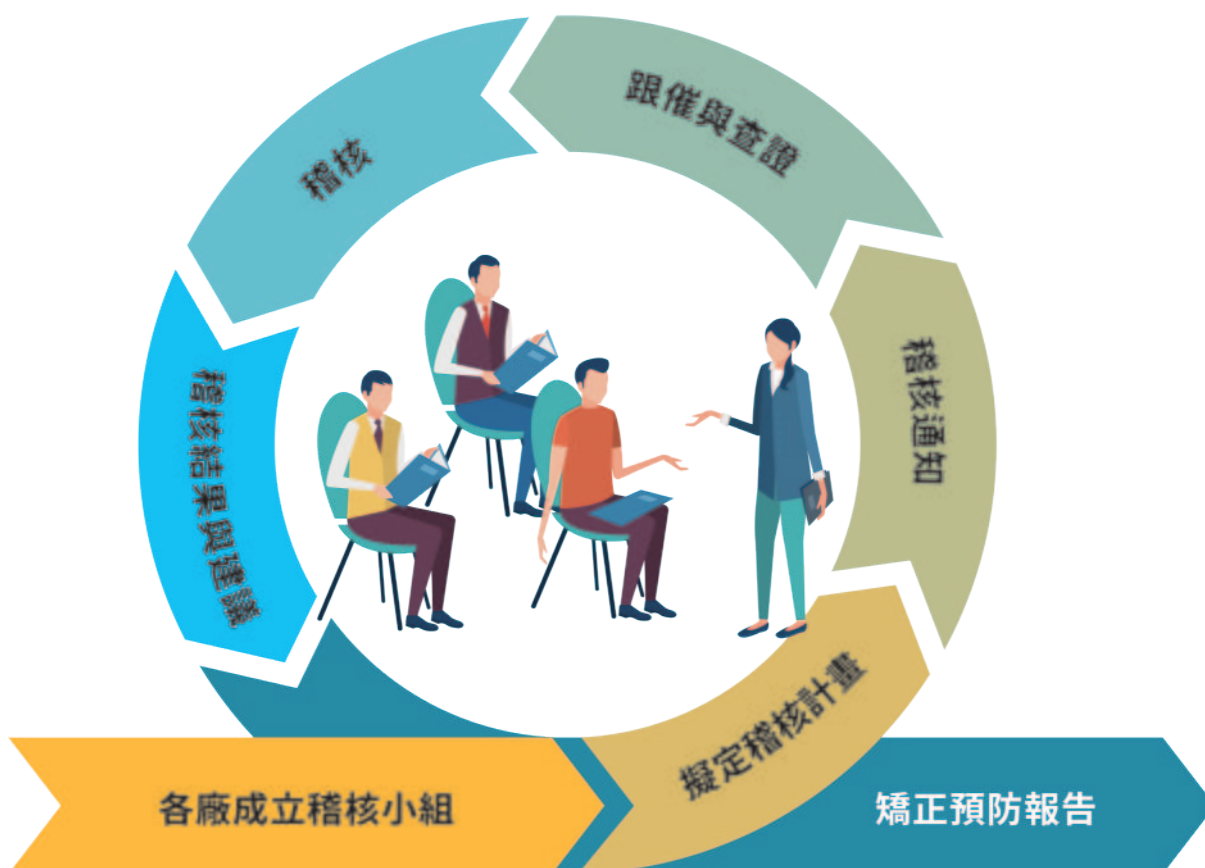 各廠成立稽核小組
擬定稽核計畫
稽核通知
跟催與查證
稽核
稽核結果與建議
矯正預防報告